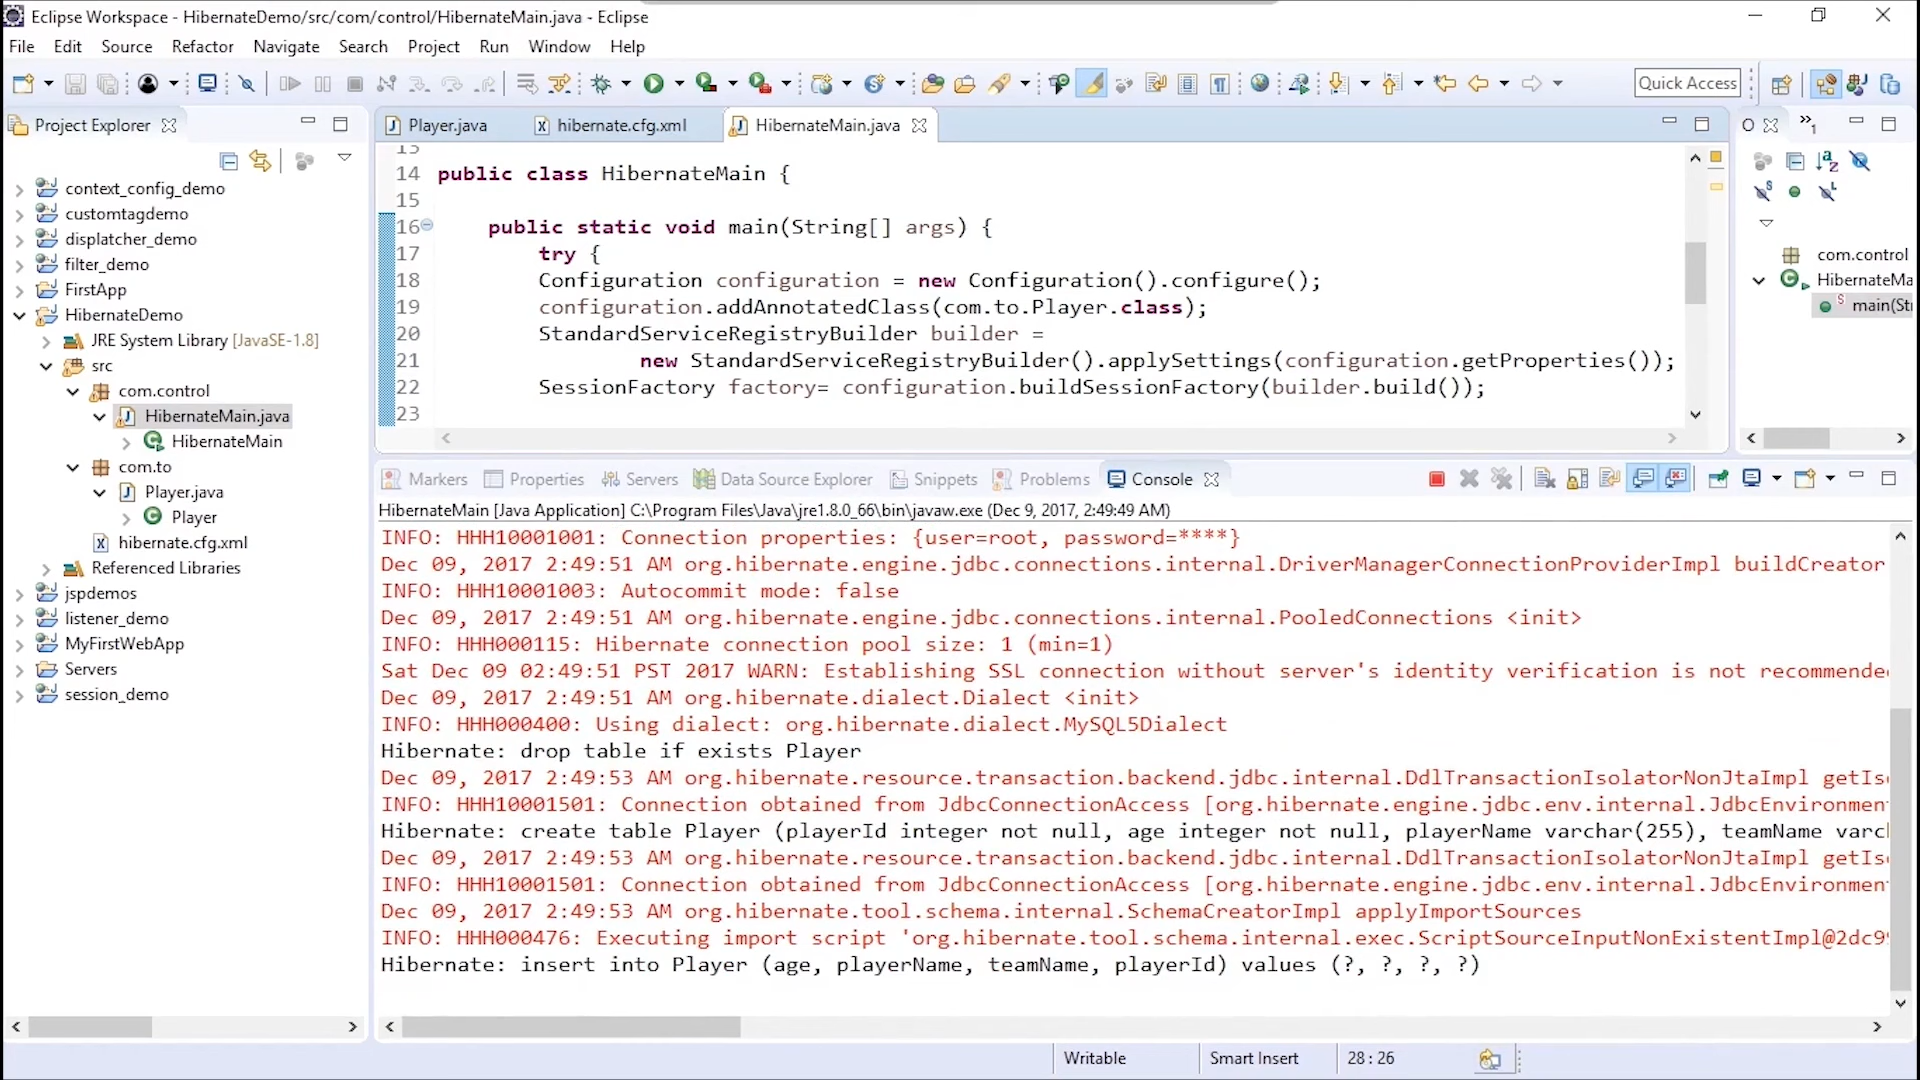 Eclipse Workspace - HibernateDemo/src/com/control/HibernateMain.java - Eclipse
File Edit Source Refactor Navigate Search Project Run Window Help
Quick Access
Project Explorer
context_config_demo
customtagdemo
displatcher_demo
filter_demo
FirstApp
HibernateDemo
JRE System Library [JavaSE-1.8]
src
com.control
HibernateMain.java
HibernateMain
com.to
Player.java
Player
hibernate.cfg.xml
Referenced Libraries
jspdemos
listener_demo
MyFirstWebApp
Servers
session_demo
Player.java hibernate.cfg.xml HibernateMain.java
14 public class HibernateMain {
15
16 public static void main(String[] args) {
17 try {
18 Configuration configuration = new Configuration().configure();
19 configuration.addAnnotatedClass(com.to.Player.class);
20 StandardServiceRegistryBuilder builder =
21 new StandardServiceRegistryBuilder().applySettings(configuration.getProperties());
22 SessionFactory factory= configuration.buildSessionFactory(builder.build());
23
com.control
HibernateMa
main(Stri
Markers Properties Servers Data Source Explorer Snippets Problems Console
HibernateMain [Java Application] C:\Program Files\Java\jre1.8.0_66\bin\javaw.exe (Dec 9, 2017, 2:49:49 AM)
INFO: HHH10001001: Connection properties: {user=root, password=****}
Dec 09, 2017 2:49:51 AM org.hibernate.engine.jdbc.connections.internal.DriverManagerConnectionProviderImpl buildCreator
INFO: HHH10001003: Autocommit mode: false
Dec 09, 2017 2:49:51 AM org.hibernate.engine.jdbc.connections.internal.PooledConnections <init>
INFO: HHH000115: Hibernate connection pool size: 1 (min=1)
Sat Dec 09 02:49:51 PST 2017 WARN: Establishing SSL connection without server's identity verification is not recommende
Dec 09, 2017 2:49:51 AM org.hibernate.dialect.Dialect <init>
INFO: HHH000400: Using dialect: org.hibernate.dialect.MySQL5Dialect
Hibernate: drop table if exists Player
Dec 09, 2017 2:49:53 AM org.hibernate.resource.transaction.backend.jdbc.internal.DdlTransactionIsolatorNonJtaImpl getIs
INFO: HHH10001501: Connection obtained from JdbcConnectionAccess [org.hibernate.engine.jdbc.env.internal.JdbcEnvironmen
Hibernate: create table Player (playerId integer not null, age integer not null, playerName varchar(255), teamName varc
Dec 09, 2017 2:49:53 AM org.hibernate.resource.transaction.backend.jdbc.internal.DdlTransactionIsolatorNonJtaImpl getIs
INFO: HHH10001501: Connection obtained from JdbcConnectionAccess [org.hibernate.engine.jdbc.env.internal.JdbcEnvironmen
Dec 09, 2017 2:49:53 AM org.hibernate.tool.schema.internal.SchemaCreatorImpl applyImportSources
INFO: HHH000476: Executing import script 'org.hibernate.tool.schema.internal.exec.ScriptSourceInputNonExistentImpl@2dc9
Hibernate: insert into Player (age, playerName, teamName, playerId) values (?, ?, ?, ?)
Writable Smart Insert 28 : 26